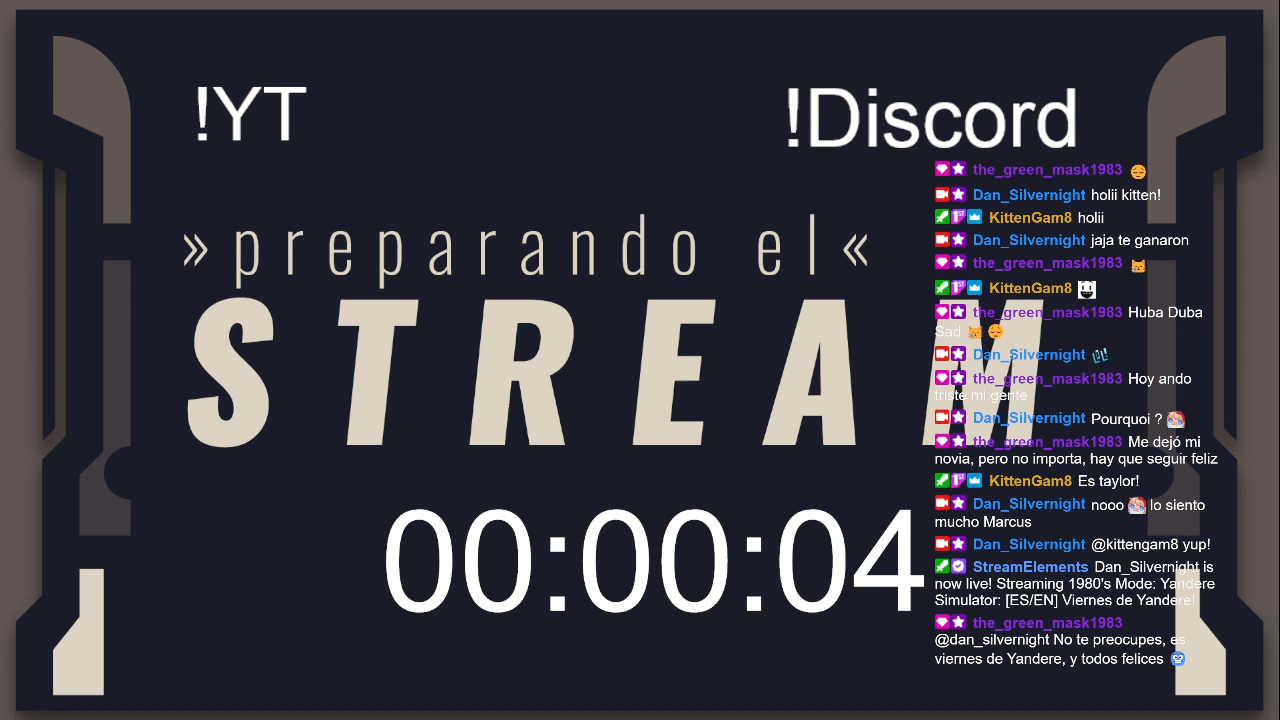 !YT
!Discord
»preparando el«
STREAM
00:00:04
the_green_mask1983
Dan_Silvernight holii kitten!
KittenGam8 holii
Dan_Silvernight jaja te ganaron
the_green_mask1983
KittenGam8
the_green_mask1983 Huba Duba
Sad
Dan_Silvernight
the_green_mask1983 Hoy ando
triste mi gente
Dan_Silvernight Pourquoi ?
the_green_mask1983 Me dejó mi
novia, pero no importa, hay que seguir feliz
KittenGam8 Es taylor!
Dan_Silvernight nooo lo siento
mucho Marcus
Dan_Silvernight @kittengam8 yup!
StreamElements Dan_Silvernight is
now live! Streaming 1980's Mode: Yandere
Simulator: [ES/EN] Viernes de Yandere!
the_green_mask1983
@dan_silvernight No te preocupes, es
viernes de Yandere, y todos felices